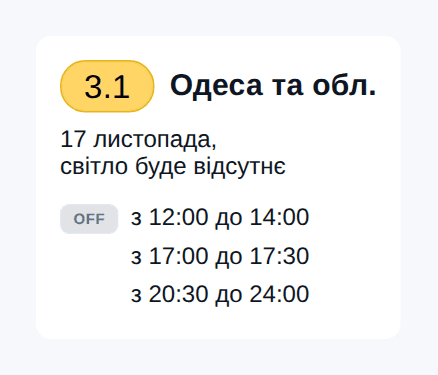 3.1 Одеса та обл.
17 листопада,
світло буде відсутнє
OFF з 12:00 до 14:00
з 17:00 до 17:30
з 20:30 до 24:00